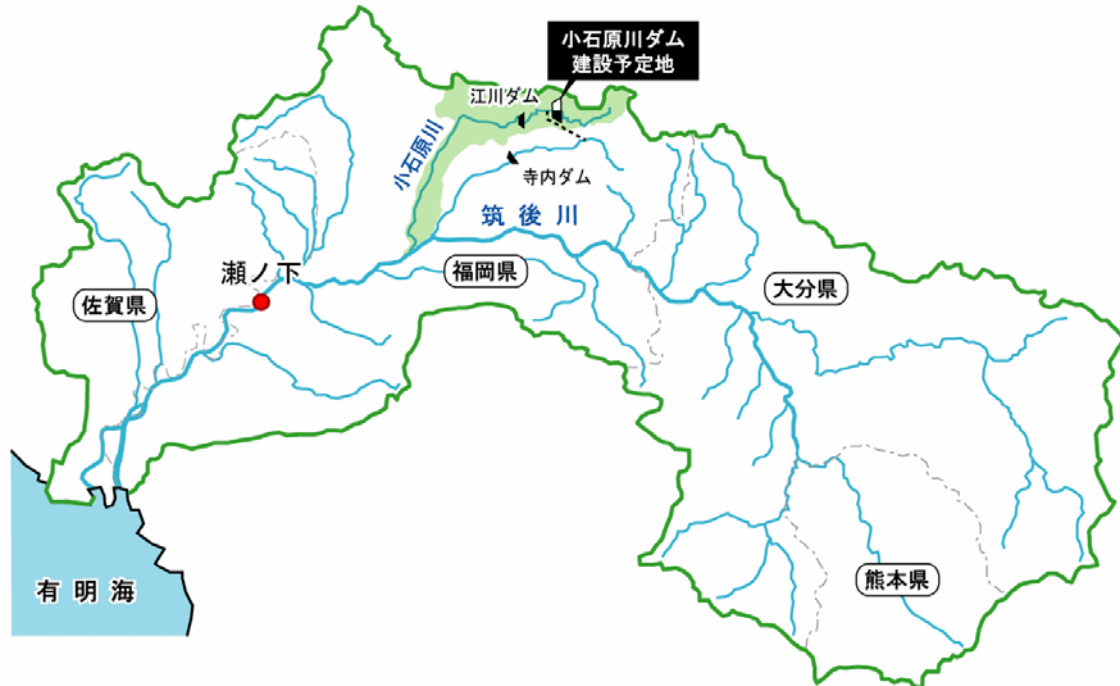 小石原川ダム
建設予定地
江川ダム
小石原川
寺内ダム
筑後川
瀬ノ下
福岡県
佐賀県
大分県
熊本県
有明海